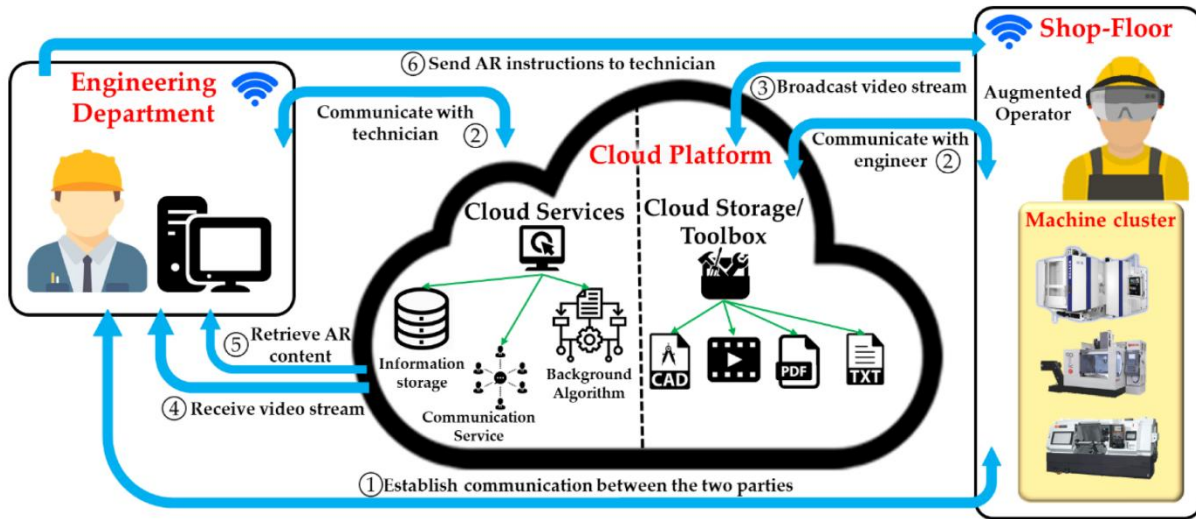 Engineering
Department
⑥ Send AR instructions to technician
Communicate with
technician ②
Shop-Floor
③ Broadcast video stream
Augmented
Operator
Communicate with
engineer ②
Cloud Platform
Cloud Services
Cloud Storage/
Toolbox
Machine cluster
Information
storage
Communication
Service
Background
Algorithm
CAD
PDF
TXT
⑤ Retrieve AR
content
④ Receive video stream
①Establish communication between the two parties